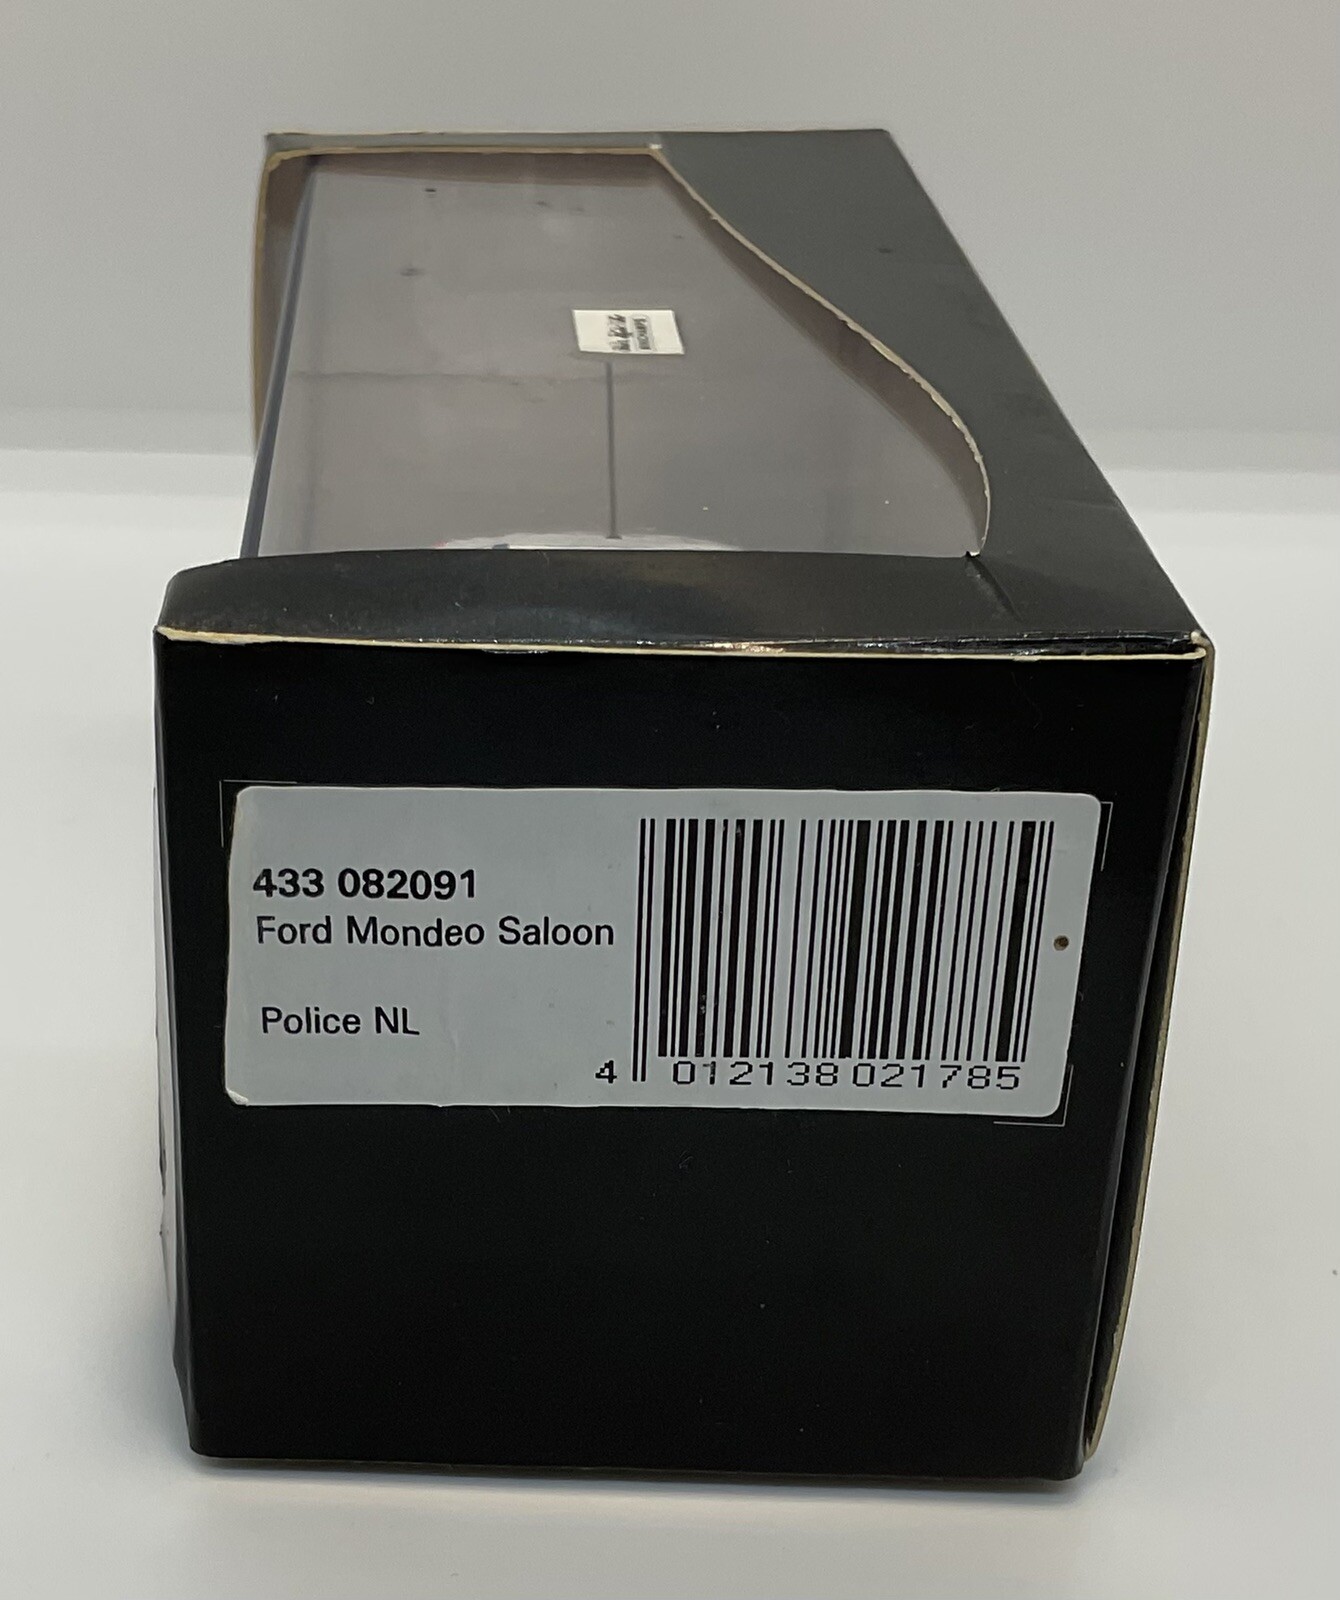 433 082091
Ford Mondeo Saloon
Police NL
4 012138 021785